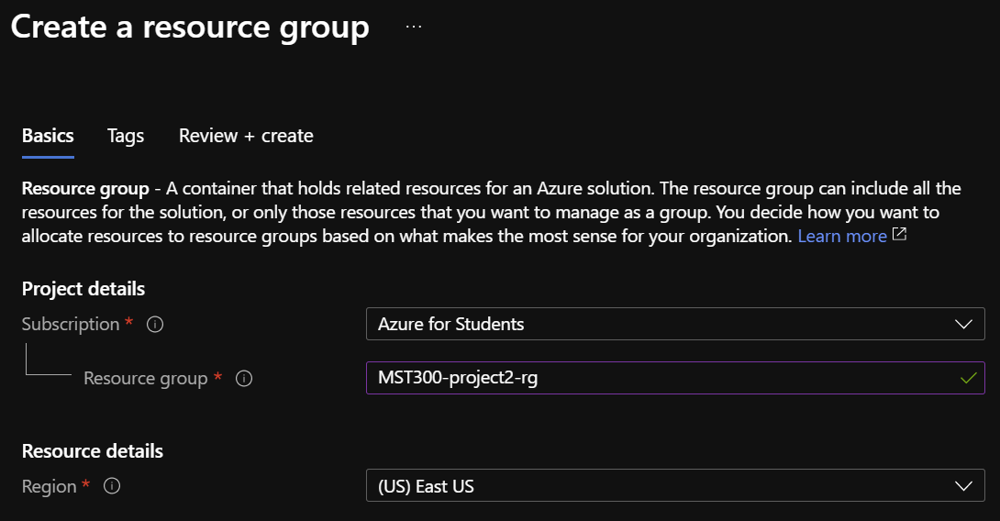 Create a resource group ...
Basics Tags Review + create
Resource group - A container that holds related resources for an Azure solution. The resource group can include all the
resources for the solution, or only those resources that you want to manage as a group. You decide how you want to
allocate resources to resource groups based on what makes the most sense for your organization. Learn more
Project details
Subscription * Azure for Students
Resource group * MST300-project2-rg
Resource details
Region * (US) East US